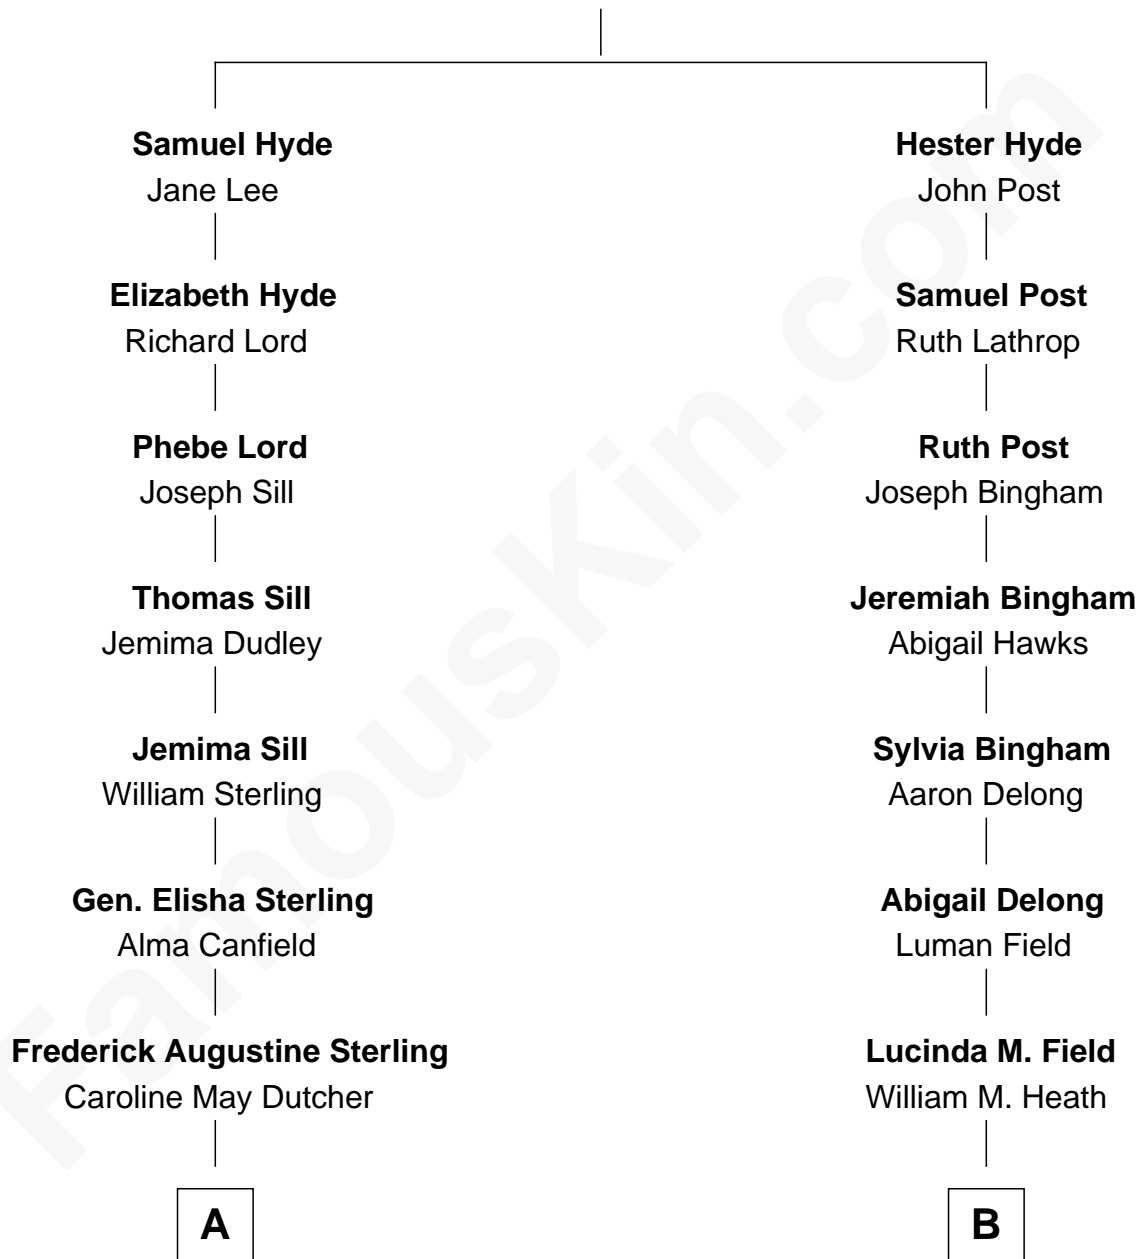 Samuel Hyde
Jane Lee
Elizabeth Hyde
Richard Lord
Phebe Lord
Joseph Sill
Thomas Sill
Jemima Dudley
Jemima Sill
William Sterling
Gen. Elisha Sterling
Alma Canfield
Frederick Augustine Sterling
Caroline May Dutcher
A
Hester Hyde
John Post
Samuel Post
Ruth Lathrop
Ruth Post
Joseph Bingham
Jeremiah Bingham
Abigail Hawks
Sylvia Bingham
Aaron Delong
Abigail Delong
Luman Field
Lucinda M. Field
William M. Heath
B
FamousKin.com